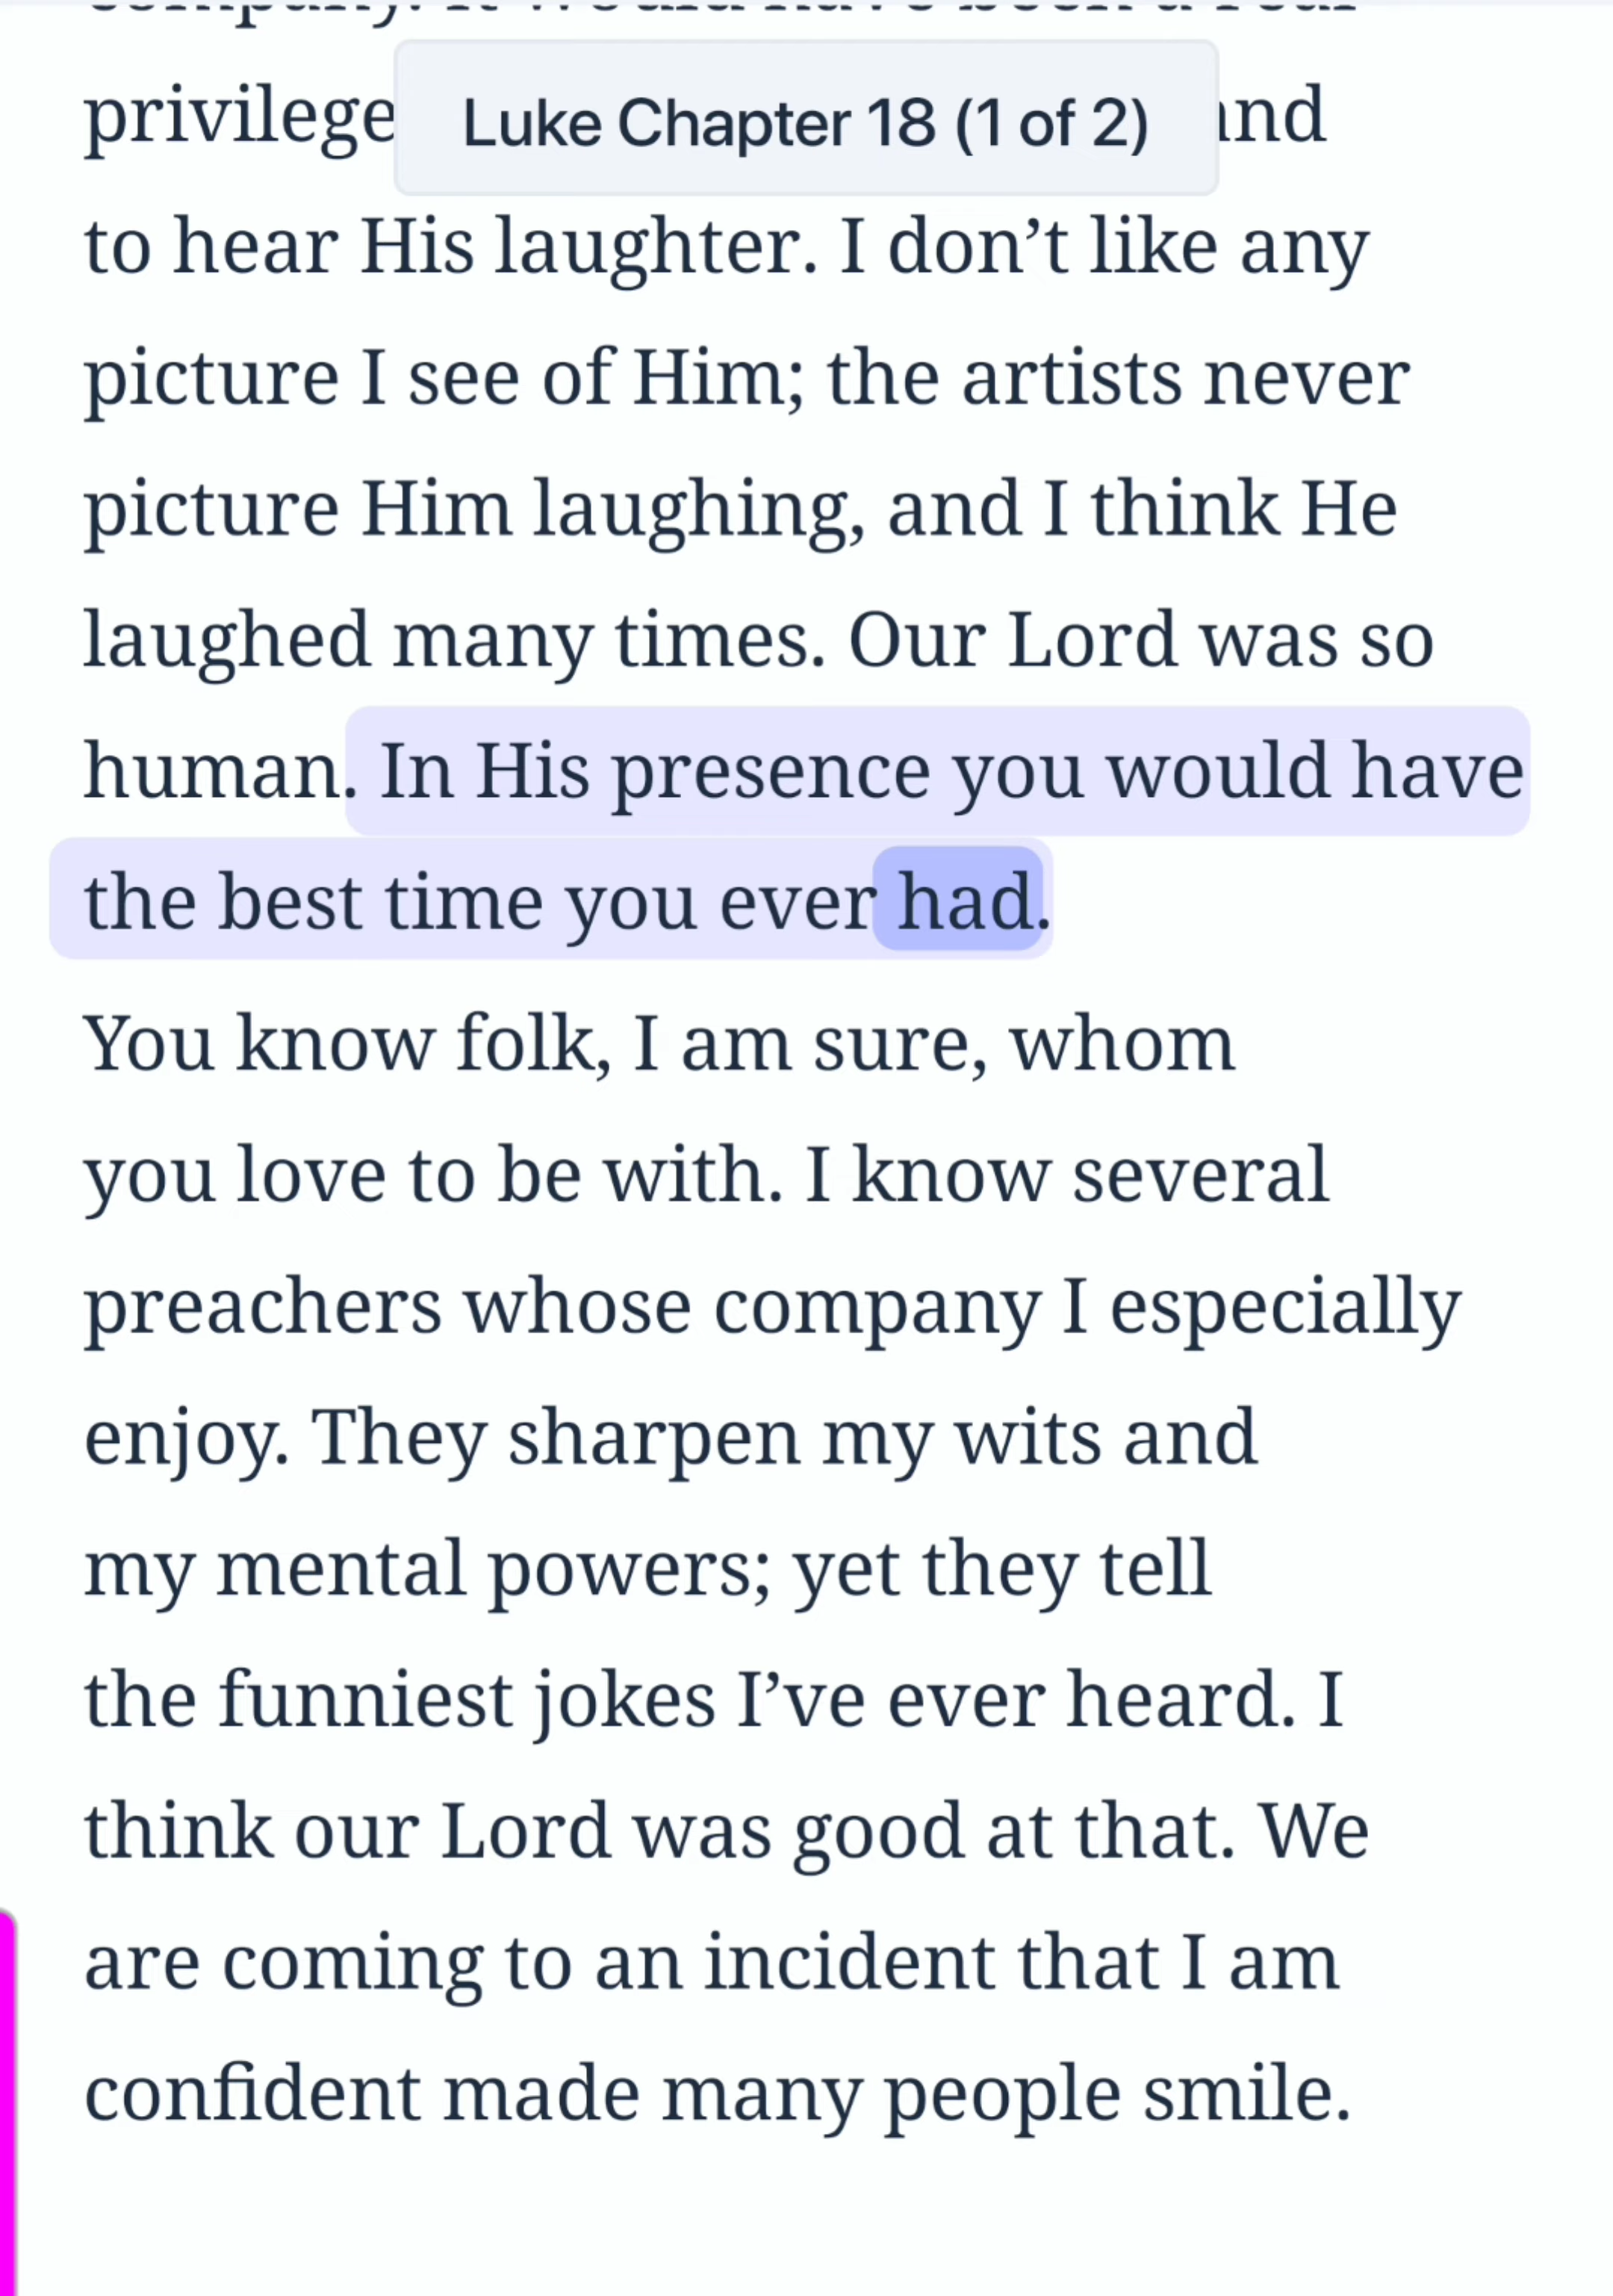 Luke Chapter 18 (1 of 2)
privilege
to hear His laughter. I don’t like any
picture I see of Him; the artists never
picture Him laughing, and I think He
laughed many times. Our Lord was so
human. In His presence you would have
the best time you ever had.
You know folk, I am sure, whom
you love to be with. I know several
preachers whose company I especially
enjoy. They sharpen my wits and
my mental powers; yet they tell
the funniest jokes I’ve ever heard. I
think our Lord was good at that. We
are coming to an incident that I am
confident made many people smile.